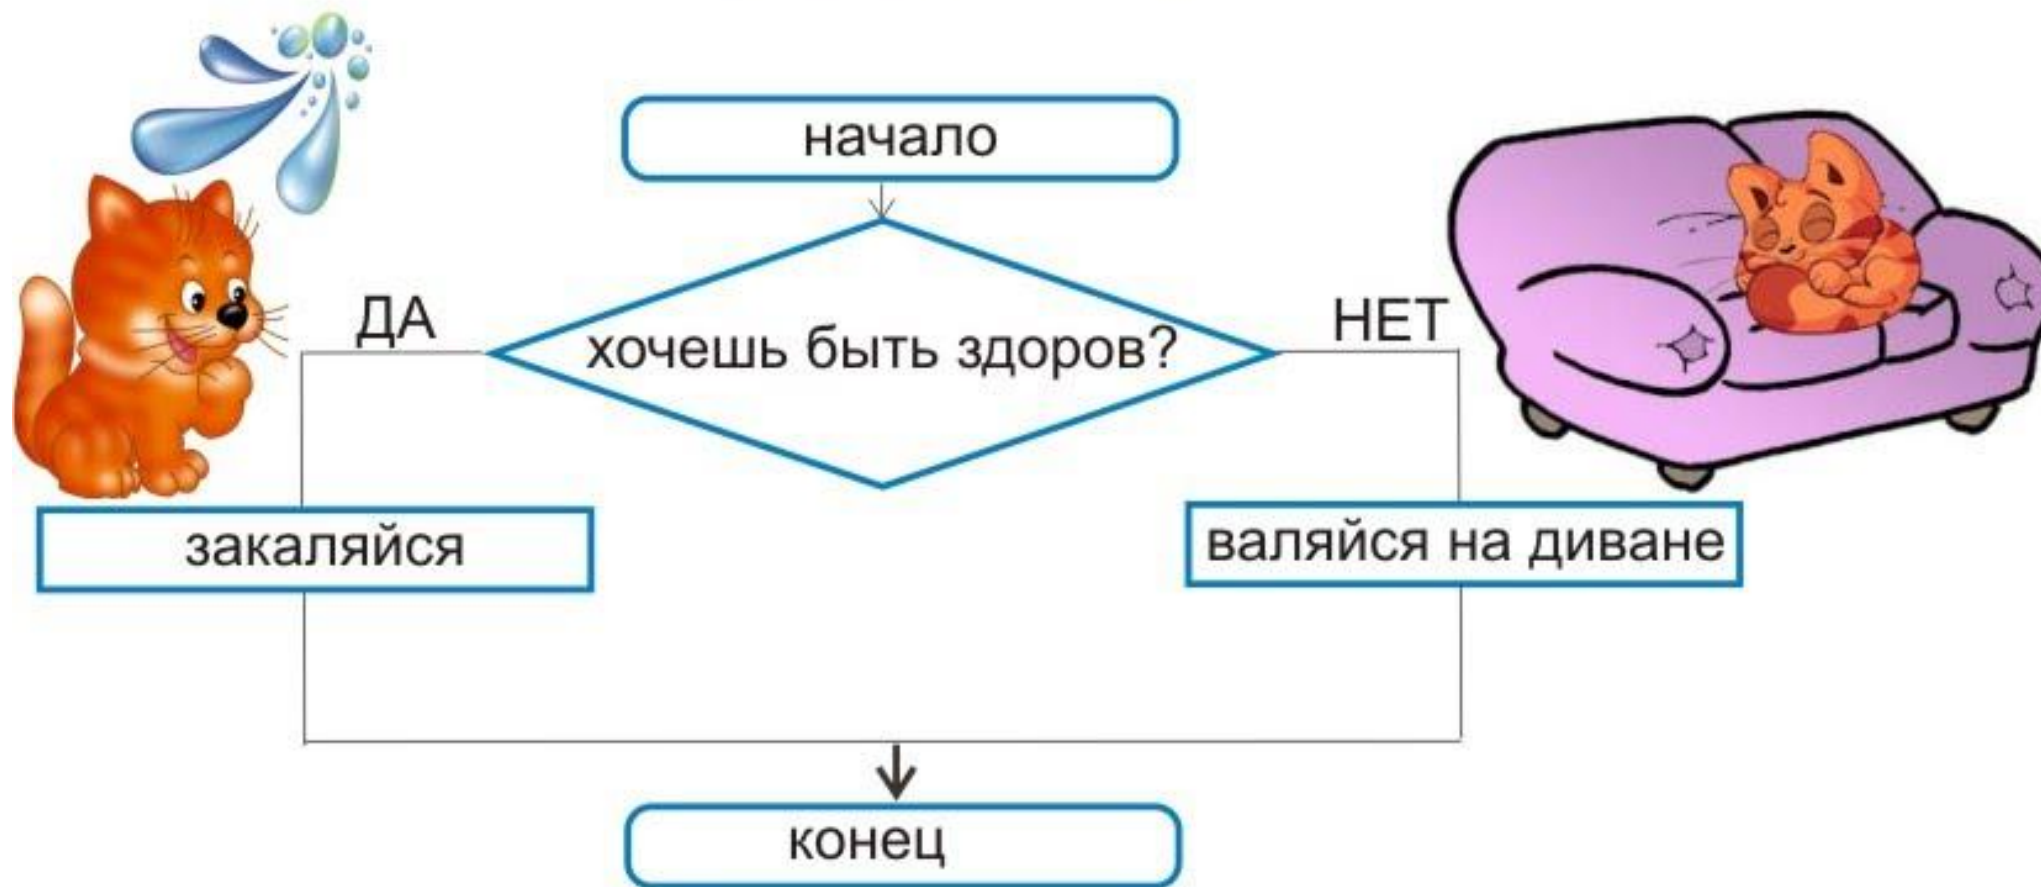 начало
ДА
хочешь быть здоров?
НЕТ
закаляйся
валяйся на диване
конец